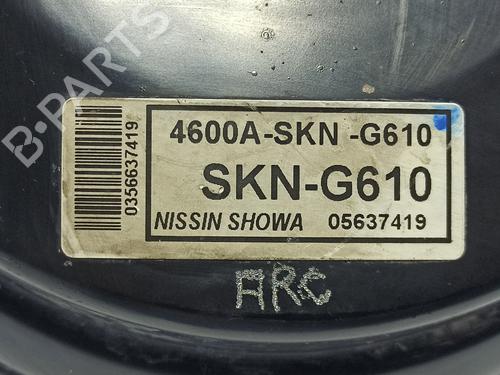 B-PARTS
4600A-SKN -G610
SKN-G610
NISSIN SHOWA 05637419
0356637419
ARC